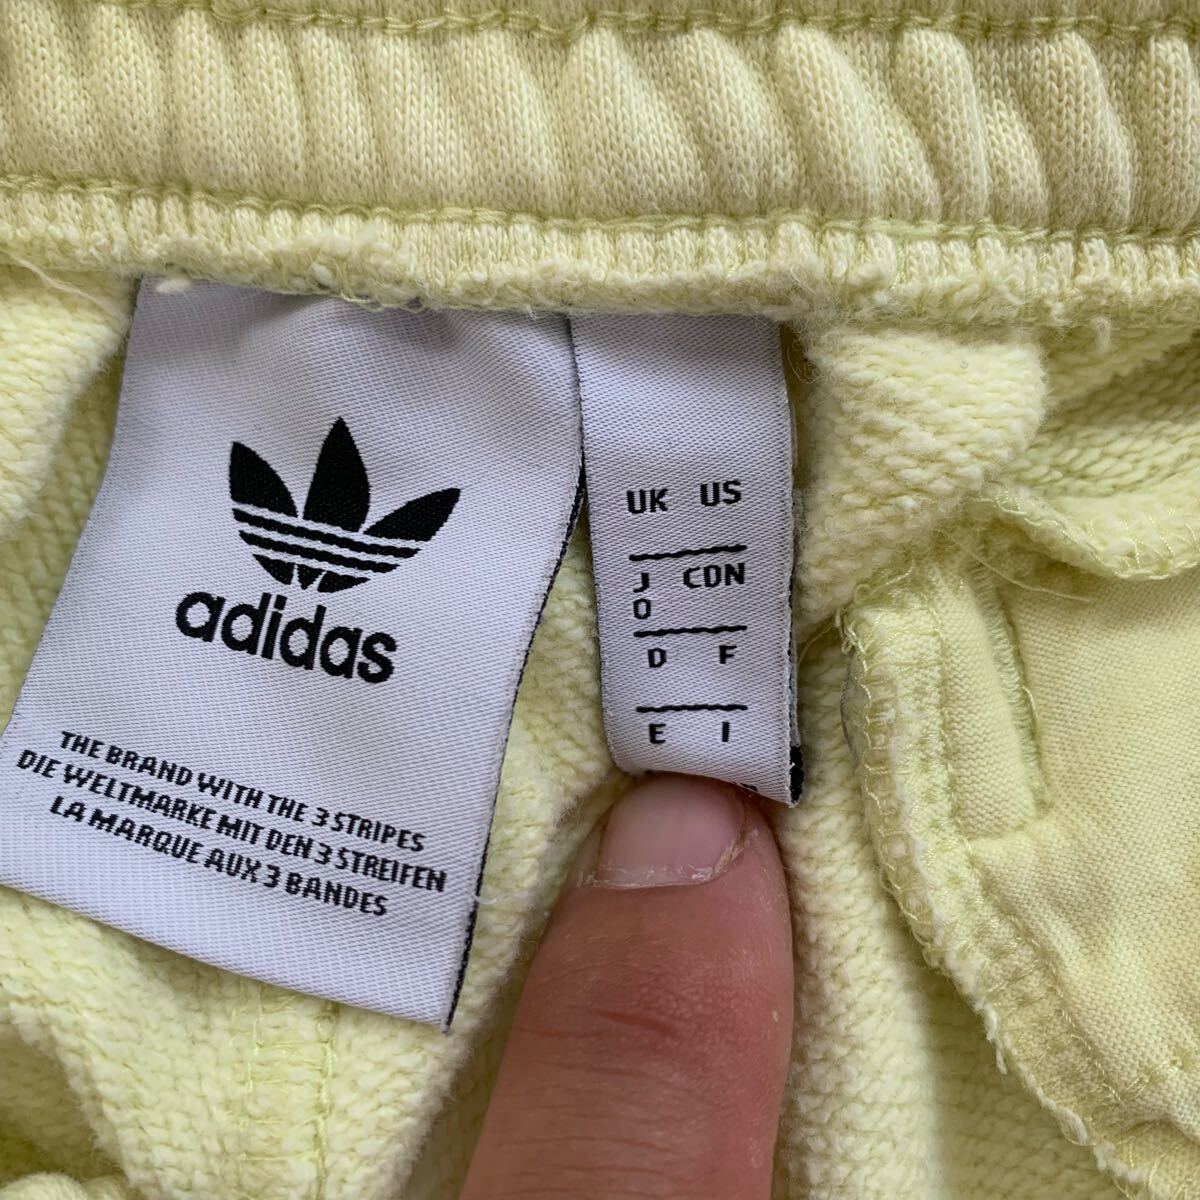 adidas
THE BRAND WITH THE 3 STRIPES
DIE WELTMARKE MIT DEN 3 STREIFEN
LA MARQUE AUX 3 BANDES
UK US
J CDN
O
D F
E I